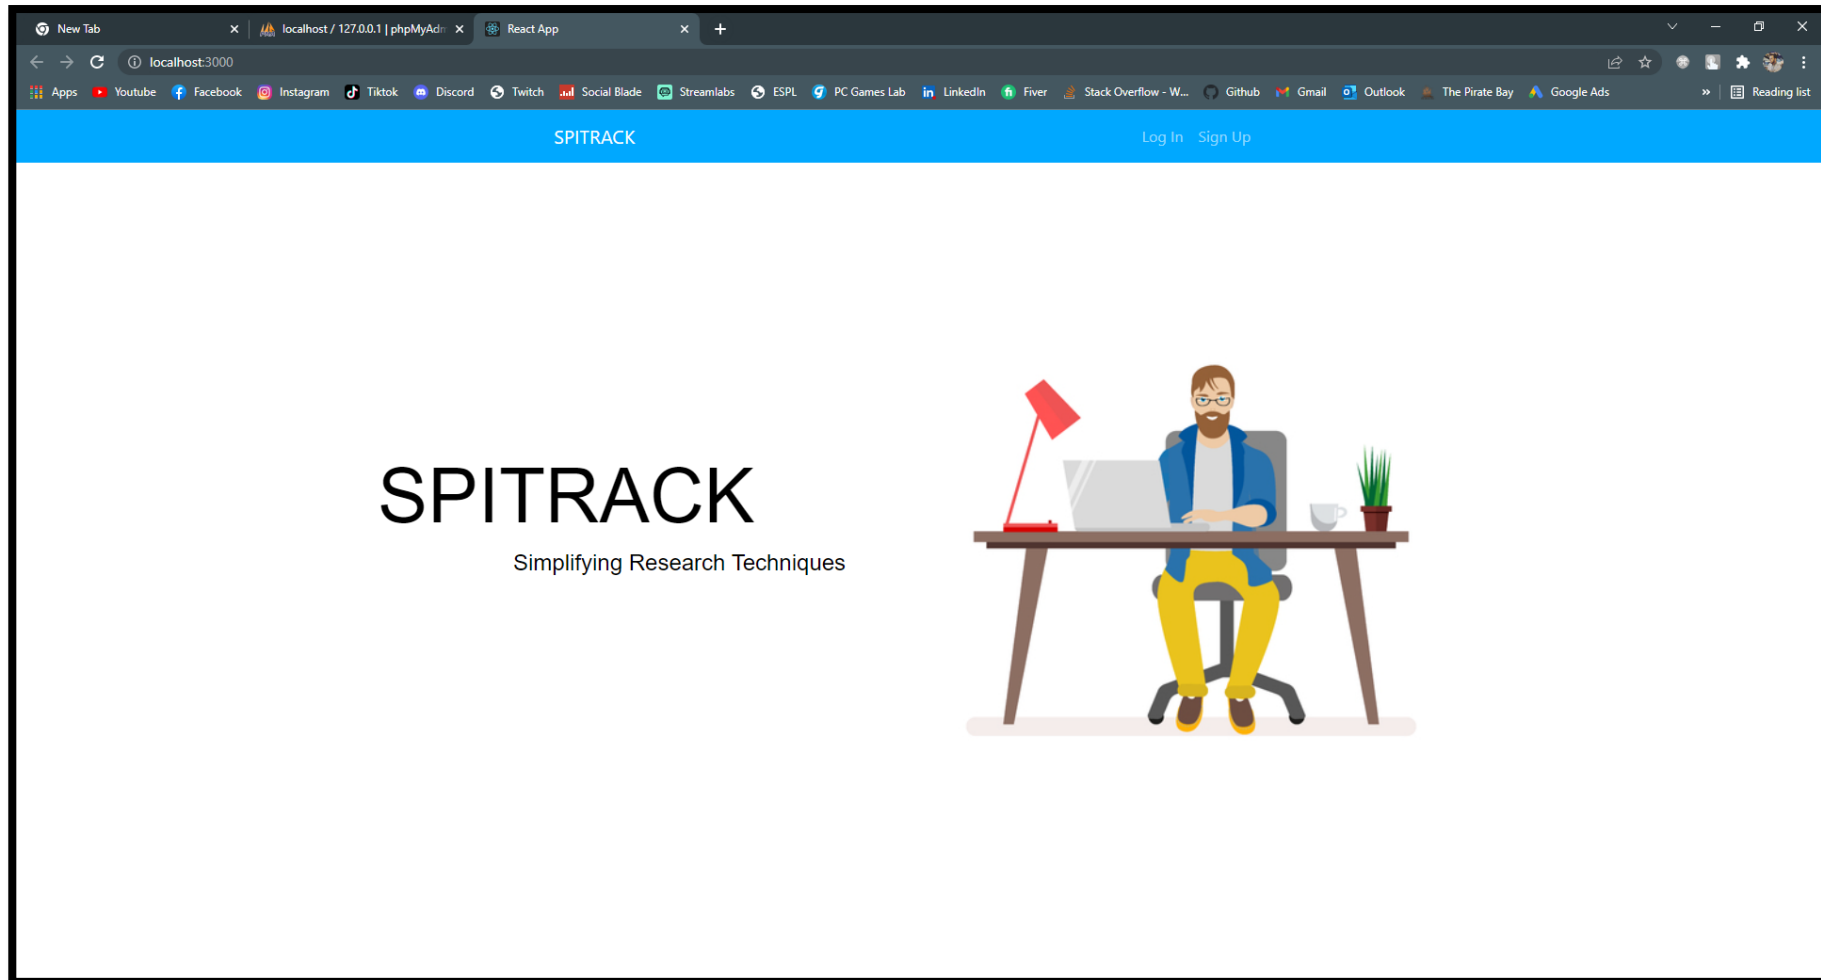 New Tab
localhost / 127.0.0.1 | phpMyAdm
React App
localhost:3000
Apps Youtube Facebook Instagram Tiktok Discord Twitch Social Blade Streamlabs ESPL PC Games Lab LinkedIn Fiver Stack Overflow - W... Github Gmail Outlook The Pirate Bay Google Ads » Reading list
SPITRACK Log In Sign Up
SPITRACK
Simplifying Research Techniques